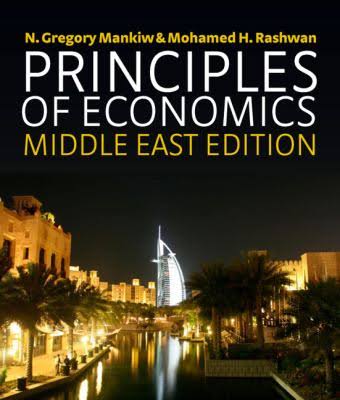 N. Gregory Mankiw & Mohamed H. Rashwan
PRINCIPLES
OF ECONOMICS
MIDDLE EAST EDITION